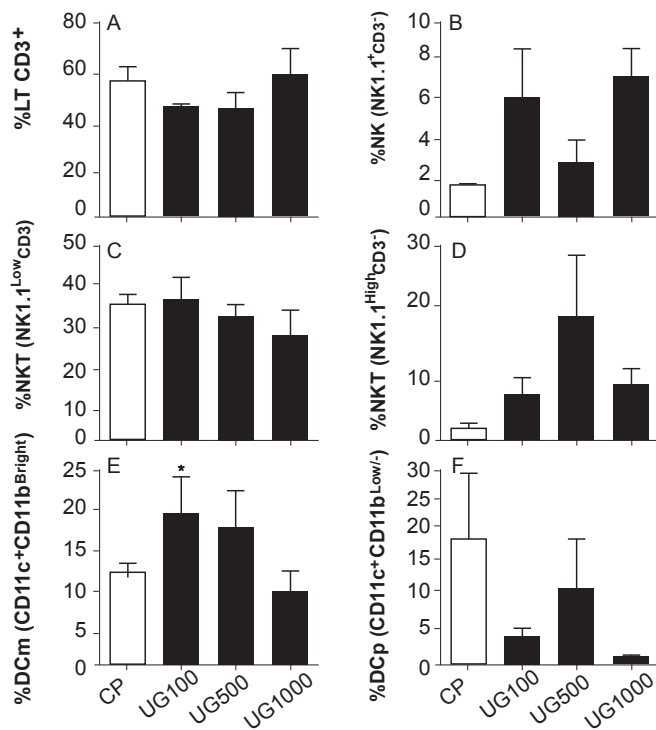 A
%LT CD3+
80
60
40
20
0
B
%NK (NK1.1+CD3-)
10
8
6
4
2
0
C
%NKT (NK1.1LowCD3)
50
40
30
20
10
0
D
%NKT (NK1.1HighCD3-)
30
20
10
0
E
%DCm (CD11c+CD11bBright)
25
20
15
10
5
0
*
CP
UG100
UG500
UG1000
F
%DCp (CD11c+CD11bLow/-)
30
25
20
15
10
5
0
CP
UG100
UG500
UG1000